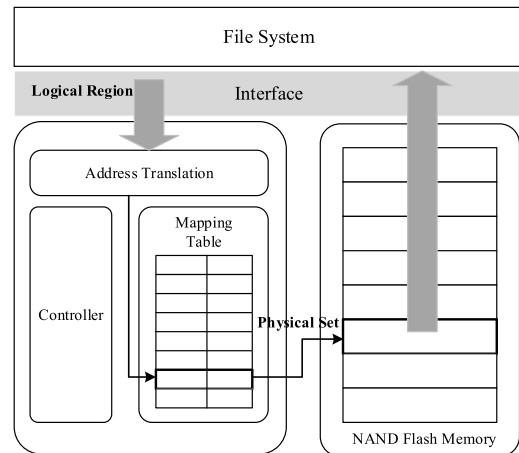 File System
Logical Region
Interface
Address Translation
Mapping
Table
Controller
Physical Set
NAND Flash Memory